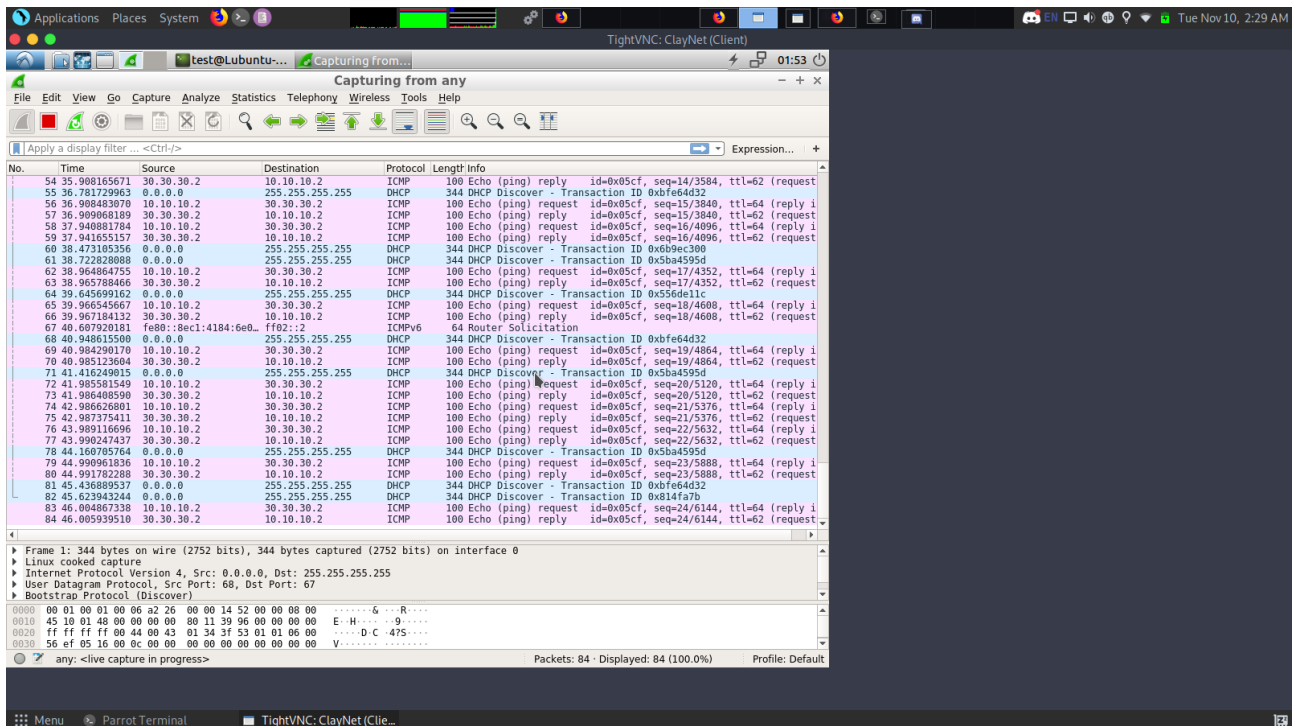 Applications Places System EN Tue Nov 10, 2:29 AM
TightVNC: ClayNet (Client)
test@Lubuntu-... Capturing from... 01:53
Capturing from any
File Edit View Go Capture Analyze Statistics Telephony Wireless Tools Help
Apply a display filter ... <Ctrl-/> Expression... +
No. Time Source Destination Protocol Length Info
54 35.908165671 30.30.30.2 10.10.10.2 ICMP 100 Echo (ping) reply id=0x05cf, seq=14/3584, ttl=62 (request
55 36.781729963 0.0.0.0 255.255.255.255 DHCP 344 DHCP Discover - Transaction ID 0xbfe64d32
56 36.908483070 10.10.10.2 30.30.30.2 ICMP 100 Echo (ping) request id=0x05cf, seq=15/3840, ttl=64 (reply i
57 36.909068189 30.30.30.2 10.10.10.2 ICMP 100 Echo (ping) reply id=0x05cf, seq=15/3840, ttl=62 (request
58 37.940881784 10.10.10.2 30.30.30.2 ICMP 100 Echo (ping) request id=0x05cf, seq=16/4096, ttl=64 (reply i
59 37.941655157 30.30.30.2 10.10.10.2 ICMP 100 Echo (ping) reply id=0x05cf, seq=16/4096, ttl=62 (request
60 38.473105356 0.0.0.0 255.255.255.255 DHCP 344 DHCP Discover - Transaction ID 0x6b9ec300
61 38.722828088 0.0.0.0 255.255.255.255 DHCP 344 DHCP Discover - Transaction ID 0x5ba4595d
62 38.964864755 10.10.10.2 30.30.30.2 ICMP 100 Echo (ping) request id=0x05cf, seq=17/4352, ttl=64 (reply i
63 38.965788466 30.30.30.2 10.10.10.2 ICMP 100 Echo (ping) reply id=0x05cf, seq=17/4352, ttl=62 (request
64 39.645699162 0.0.0.0 255.255.255.255 DHCP 344 DHCP Discover - Transaction ID 0x556de11c
65 39.966545667 10.10.10.2 30.30.30.2 ICMP 100 Echo (ping) request id=0x05cf, seq=18/4608, ttl=64 (reply i
66 39.967184132 30.30.30.2 10.10.10.2 ICMP 100 Echo (ping) reply id=0x05cf, seq=18/4608, ttl=62 (request
67 40.607920181 fe80::8ec1:4184:6e0… ff02::2 ICMPv6 64 Router Solicitation
68 40.948615500 0.0.0.0 255.255.255.255 DHCP 344 DHCP Discover - Transaction ID 0xbfe64d32
69 40.984290170 10.10.10.2 30.30.30.2 ICMP 100 Echo (ping) request id=0x05cf, seq=19/4864, ttl=64 (reply i
70 40.985123604 30.30.30.2 10.10.10.2 ICMP 100 Echo (ping) reply id=0x05cf, seq=19/4864, ttl=62 (request
71 41.416249015 0.0.0.0 255.255.255.255 DHCP 344 DHCP Discover - Transaction ID 0x5ba4595d
72 41.985581549 10.10.10.2 30.30.30.2 ICMP 100 Echo (ping) request id=0x05cf, seq=20/5120, ttl=64 (reply i
73 41.986408590 30.30.30.2 10.10.10.2 ICMP 100 Echo (ping) reply id=0x05cf, seq=20/5120, ttl=62 (request
74 42.986626801 10.10.10.2 30.30.30.2 ICMP 100 Echo (ping) request id=0x05cf, seq=21/5376, ttl=64 (reply i
75 42.987375411 30.30.30.2 10.10.10.2 ICMP 100 Echo (ping) reply id=0x05cf, seq=21/5376, ttl=62 (request
76 43.989116696 10.10.10.2 30.30.30.2 ICMP 100 Echo (ping) request id=0x05cf, seq=22/5632, ttl=64 (reply i
77 43.990247437 30.30.30.2 10.10.10.2 ICMP 100 Echo (ping) reply id=0x05cf, seq=22/5632, ttl=62 (request
78 44.160705764 0.0.0.0 255.255.255.255 DHCP 344 DHCP Discover - Transaction ID 0x5ba4595d
79 44.990961836 10.10.10.2 30.30.30.2 ICMP 100 Echo (ping) request id=0x05cf, seq=23/5888, ttl=64 (reply i
80 44.991782288 30.30.30.2 10.10.10.2 ICMP 100 Echo (ping) reply id=0x05cf, seq=23/5888, ttl=62 (request
81 45.436889537 0.0.0.0 255.255.255.255 DHCP 344 DHCP Discover - Transaction ID 0xbfe64d32
82 45.623943244 0.0.0.0 255.255.255.255 DHCP 344 DHCP Discover - Transaction ID 0x814fa7b
83 46.004867338 10.10.10.2 30.30.30.2 ICMP 100 Echo (ping) request id=0x05cf, seq=24/6144, ttl=64 (reply i
84 46.005939510 30.30.30.2 10.10.10.2 ICMP 100 Echo (ping) reply id=0x05cf, seq=24/6144, ttl=62 (request
Frame 1: 344 bytes on wire (2752 bits), 344 bytes captured (2752 bits) on interface 0
Linux cooked capture
Internet Protocol Version 4, Src: 0.0.0.0, Dst: 255.255.255.255
User Datagram Protocol, Src Port: 68, Dst Port: 67
Bootstrap Protocol (Discover)
0000 00 01 00 01 00 06 a2 26 00 00 14 52 00 00 08 00 ·······& ···R····
0010 45 10 01 48 00 00 00 00 80 11 39 96 00 00 00 00 E··H···· ··9·····
0020 ff ff ff ff 00 44 00 43 01 34 3f 53 01 01 06 00 ·····D·C ·4?S····
0030 56 ef 05 16 00 0c 00 00 00 00 00 00 00 00 00 00 V······· ········
any: <live capture in progress> Packets: 84 · Displayed: 84 (100.0%) Profile: Default
Menu Parrot Terminal TightVNC: ClayNet (Clie...